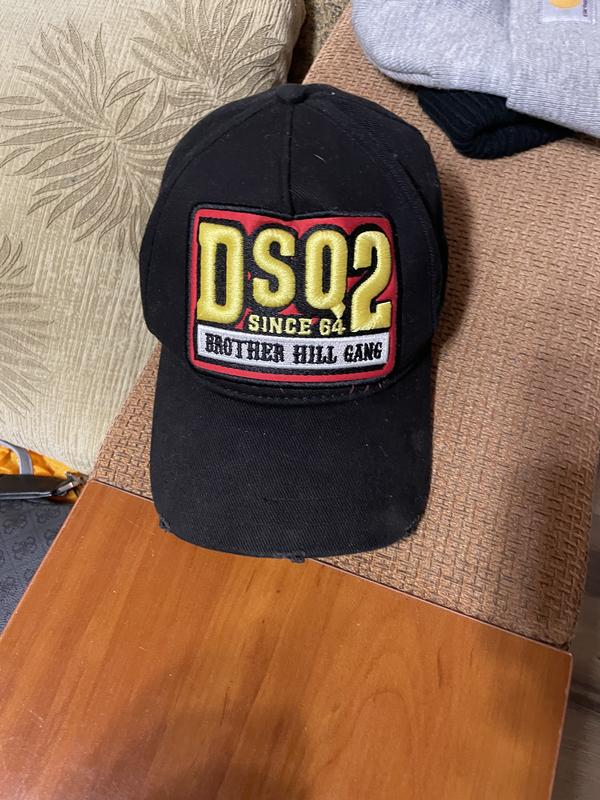 DSQ2
SINCE 64
BROTHER HILL GANG